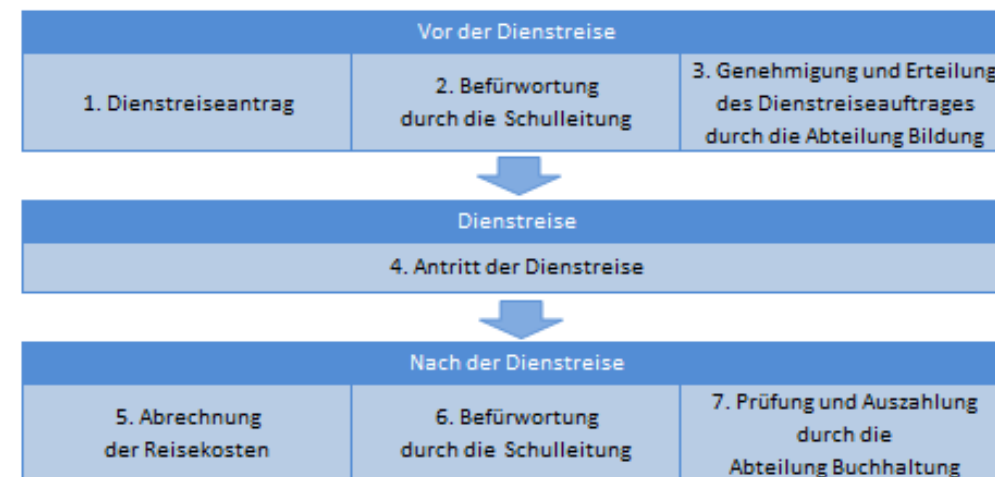 Vor der Dienstreise
1. Dienstreiseantrag
2. Befürwortung
durch die Schulleitung
3. Genehmigung und Erteilung
des Dienstreiseauftrages
durch die Abteilung Bildung
Dienstreise
4. Antritt der Dienstreise
Nach der Dienstreise
5. Abrechnung
der Reisekosten
6. Befürwortung
durch die Schulleitung
7. Prüfung und Auszahlung
durch die
Abteilung Buchhaltung